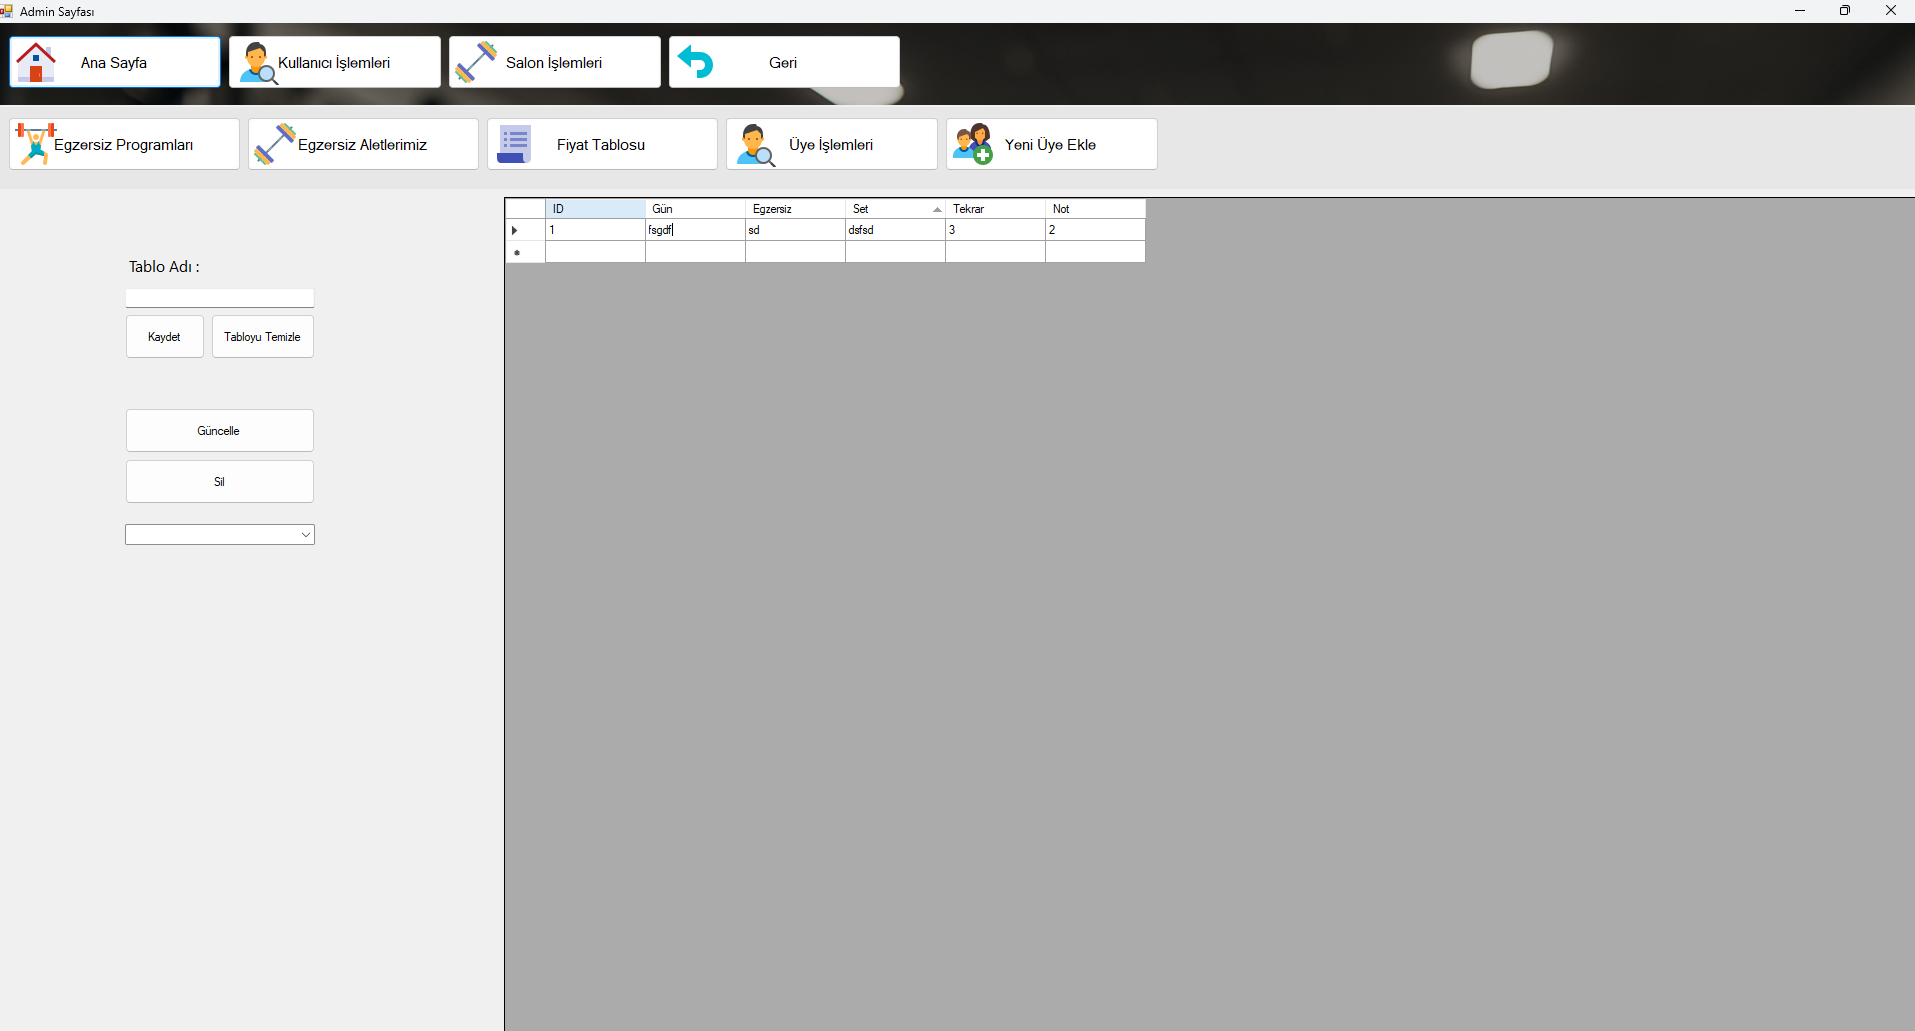 Admin Sayfası
Ana Sayfa Kullanıcı İşlemleri Salon İşlemleri Geri
Egzersiz Programları Egzersiz Aletlerimiz Fiyat Tablosu Üye İşlemleri Yeni Üye Ekle
ID Gün Egzersiz Set Tekrar Not
1 fsgdf sd dsfsd 3 2
Tablo Adı :
Kaydet Tabloyu Temizle
Güncelle
Sil